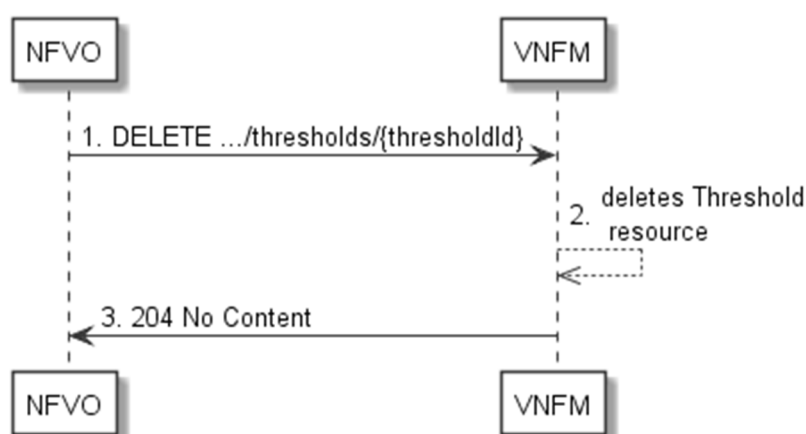 NFVO
VNFM
1. DELETE .../thresholds/{thresholdId}
2. deletes Threshold
resource
3. 204 No Content
NFVO
VNFM